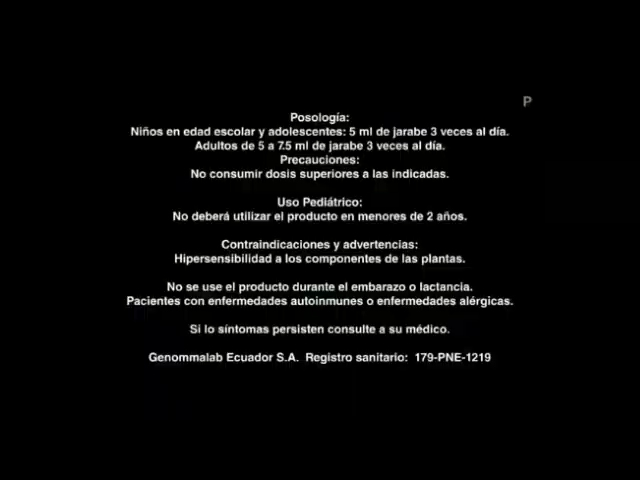 P
Posología:
Niños en edad escolar y adolescentes: 5 ml de jarabe 3 veces al día.
Adultos de 5 a 7.5 ml de jarabe 3 veces al día.
Precauciones:
No consumir dosis superiores a las indicadas.
Uso Pediátrico:
No deberá utilizar el producto en menores de 2 años.
Contraindicaciones y advertencias:
Hipersensibilidad a los componentes de las plantas.
No se use el producto durante el embarazo o lactancia.
Pacientes con enfermedades autoinmunes o enfermedades alérgicas.
Si lo síntomas persisten consulte a su médico.
Genommalab Ecuador S.A. Registro sanitario: 179-PNE-1219